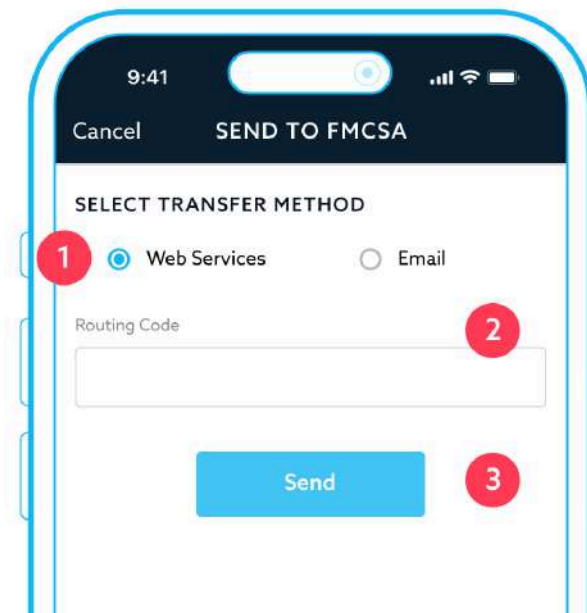 9:41
Cancel SEND TO FMCSA
SELECT TRANSFER METHOD
1 Web Services Email
Routing Code 2
Send 3